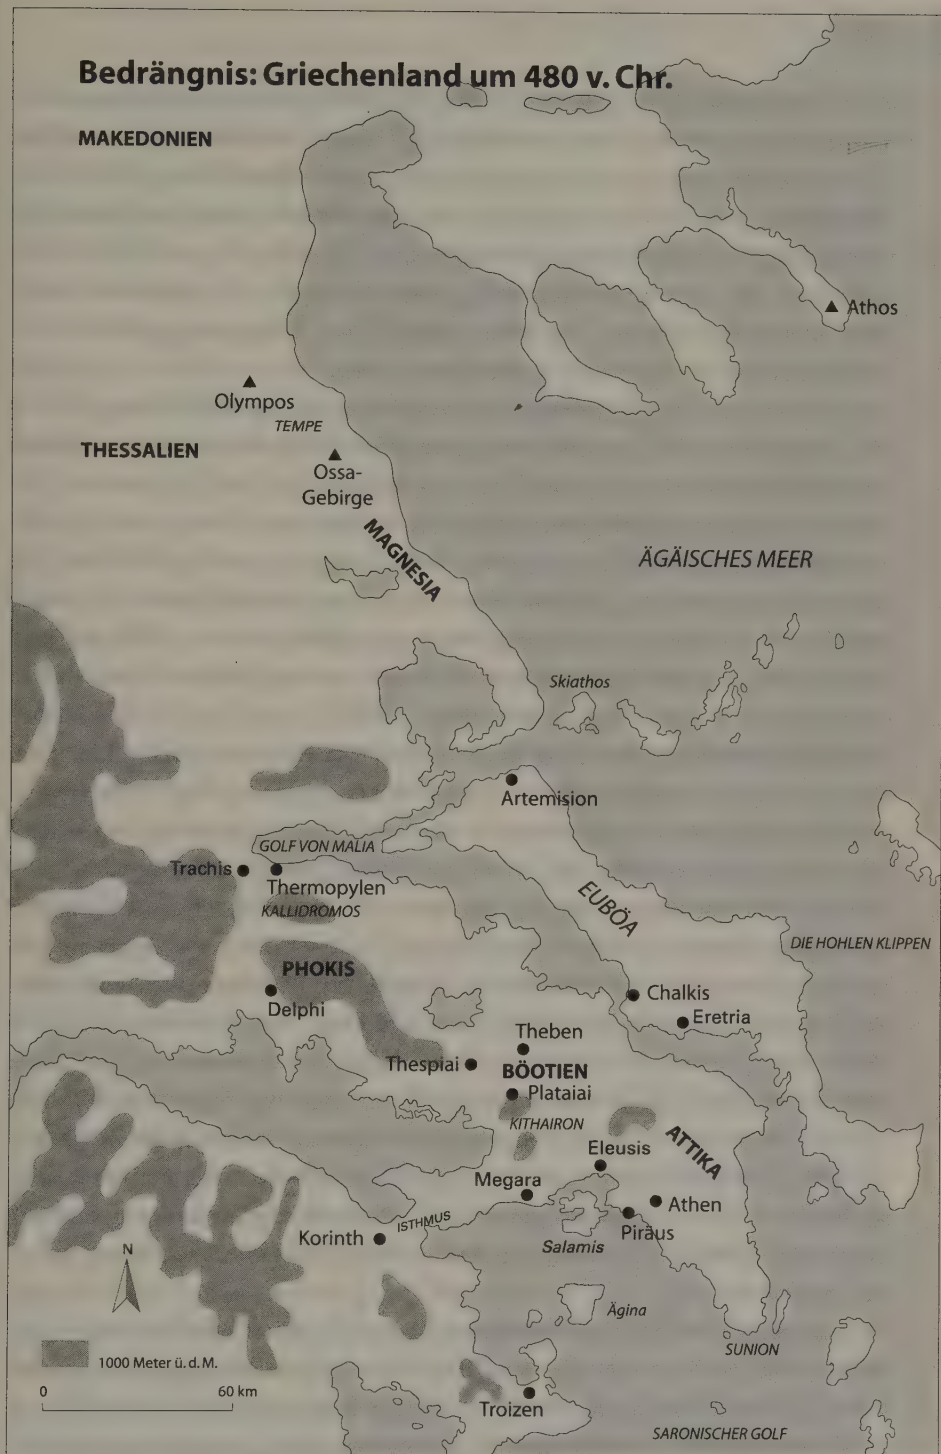 Bedrängnis: Griechenland um 480 v. Chr.
MAKEDONIEN
Athos
Olympos
TEMPE
THESSALIEN
Ossa-
Gebirge
MAGNESIA
ÄGÄISCHES MEER
Skiathos
Artemision
GOLF VON MALIA
Trachis
Thermopylen
KALLIDROMOS
EUBÖA
DIE HOHLEN KLIPPEN
PHOKIS
Delphi
Chalkis
Eretria
Theben
Thespiai
BÖOTIEN
Plataiai
KITHAIRON
ATTIKA
Eleusis
Megara
Athen
Piräus
ISTHMUS
Korinth
Salamis
N
Ägina
SUNION
1000 Meter ü. d. M.
0 60 km
Troizen
SARONISCHER GOLF